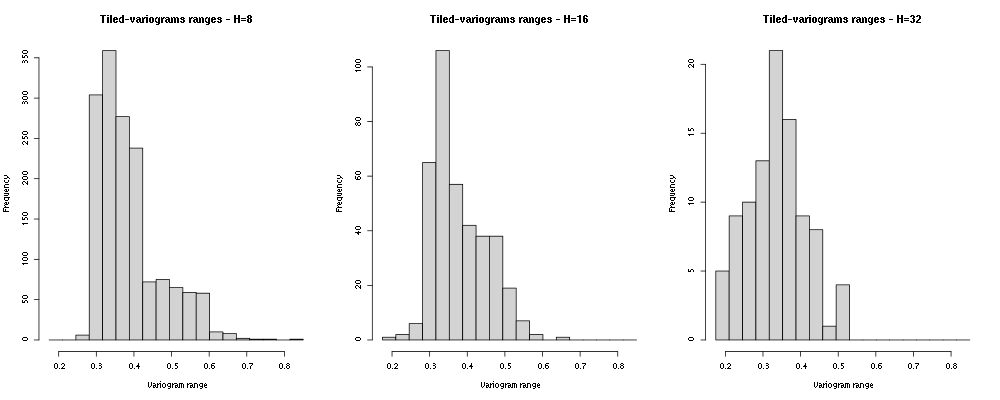 Tiled-variograms ranges - H=8
Frequency
0 50 100 150 200 250 300 350
0.2 0.3 0.4 0.5 0.6 0.7 0.8
Variogram range
Tiled-variograms ranges - H=16
Frequency
0 20 40 60 80 100
0.2 0.3 0.4 0.5 0.6 0.7 0.8
Variogram range
Tiled-variograms ranges - H=32
Frequency
0 5 10 15 20
0.2 0.3 0.4 0.5 0.6 0.7 0.8
Variogram range